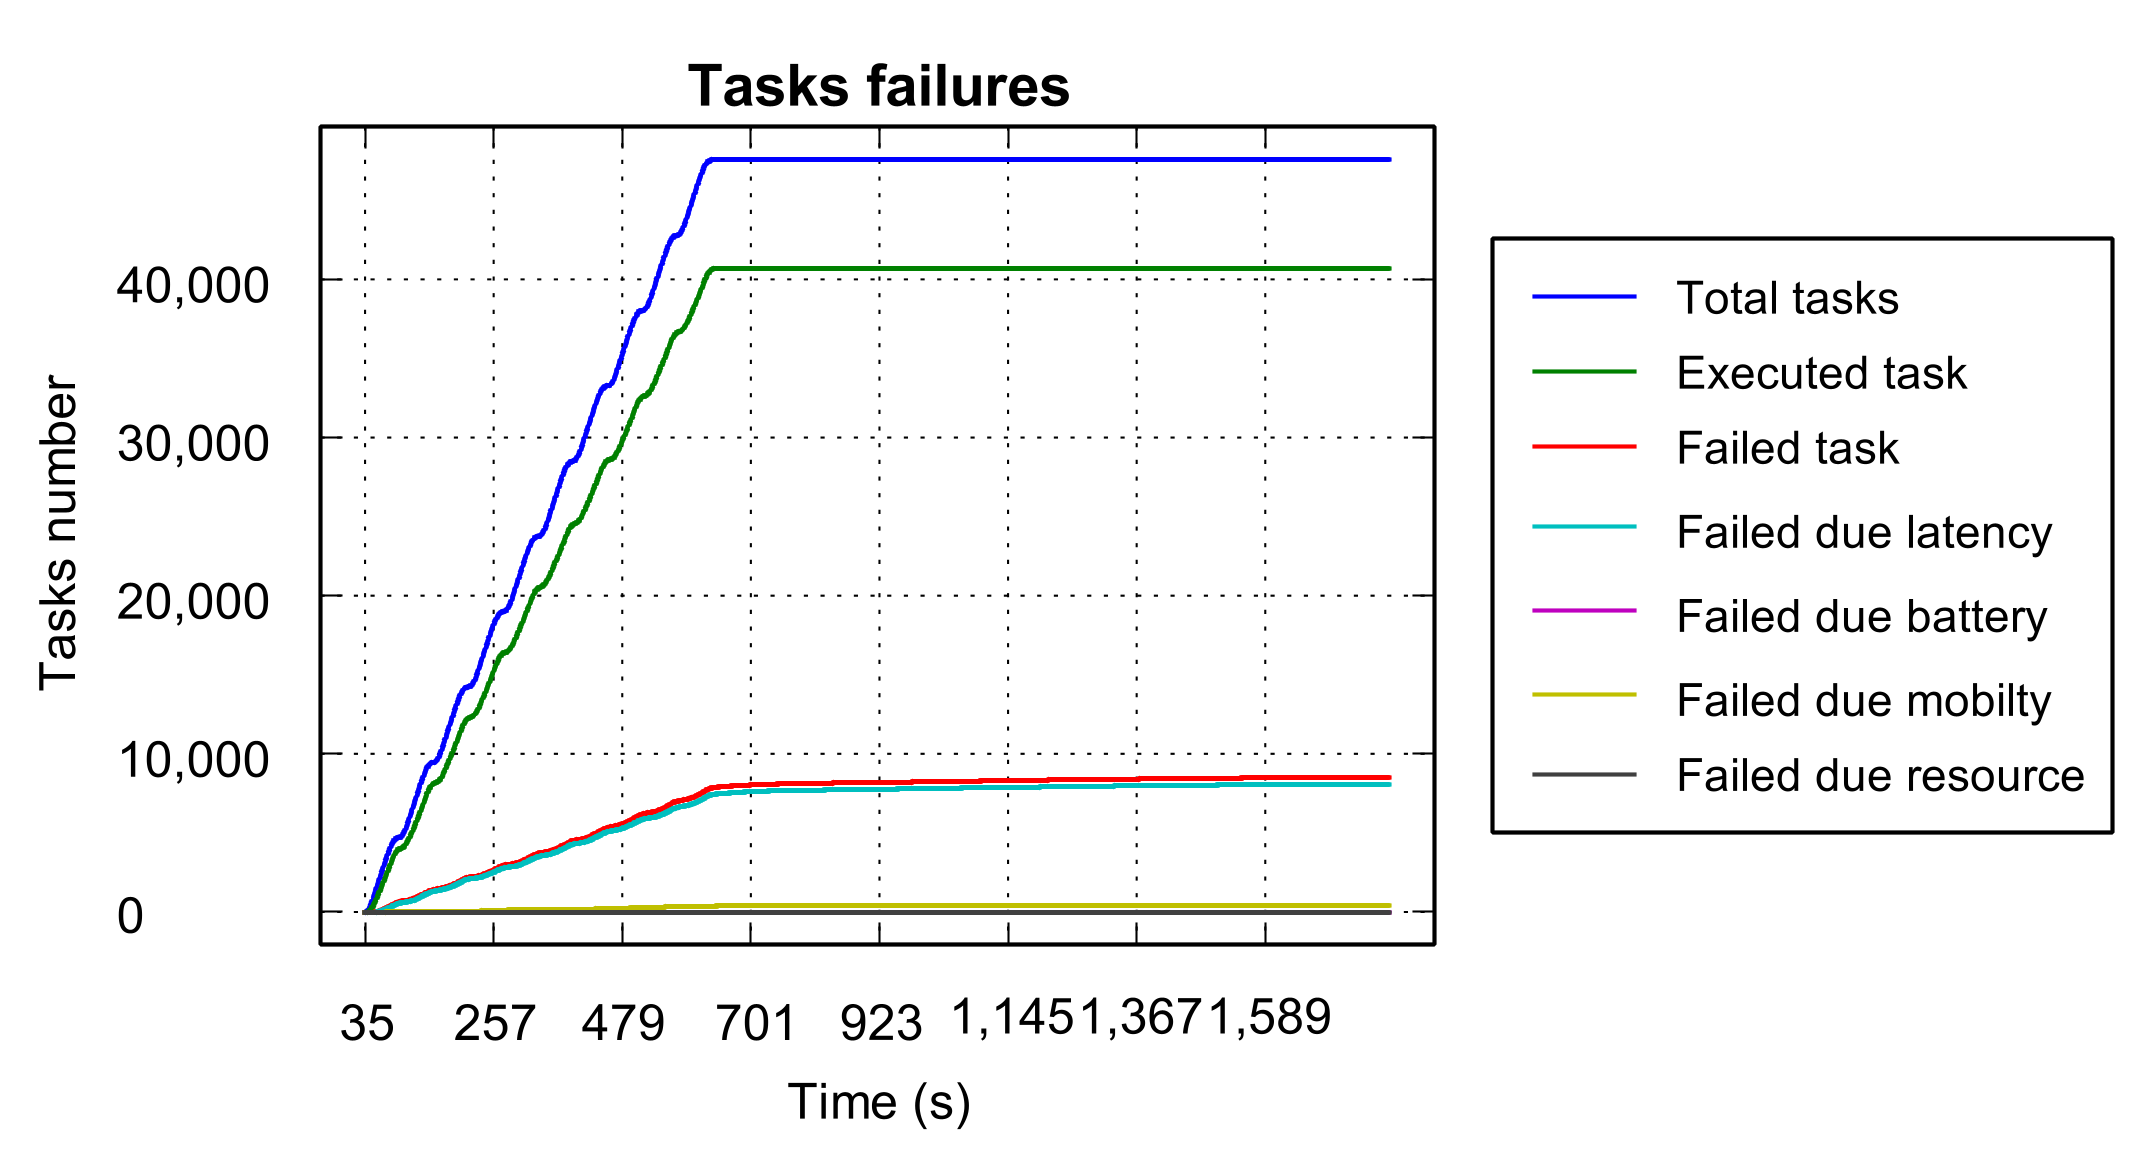 Tasks failures
Tasks number
40,000
30,000
20,000
10,000
0
35 257 479 701 923 1,145 1,367 1,589
Time (s)
Total tasks
Executed task
Failed task
Failed due latency
Failed due battery
Failed due mobilty
Failed due resource